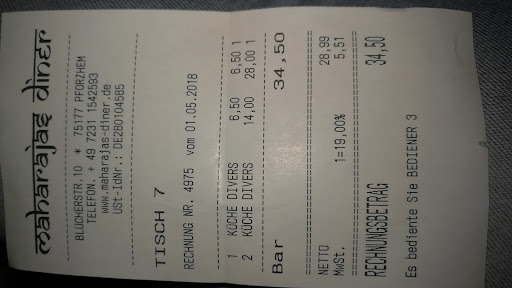 maharajas diner
BLÜCHERSTR.10 * 75177 PFORZHEM
TELEFON. + 49 7231 1542593
www.maharajas-diner.de
USt-IdNr.: DE280104585
TISCH 7
RECHNUNG NR. 4975 vom 01.05.2018
1 KÜCHE DIVERS 6,50 6,50 1
2 KÜCHE DIVERS 14,00 28,00 1
Bar 34,50
NETTO 28,99
MwSt. 1=19,00% 5,51
RECHNUNGSBETRAG 34,50
Es bediente Sie BEDIENER 3